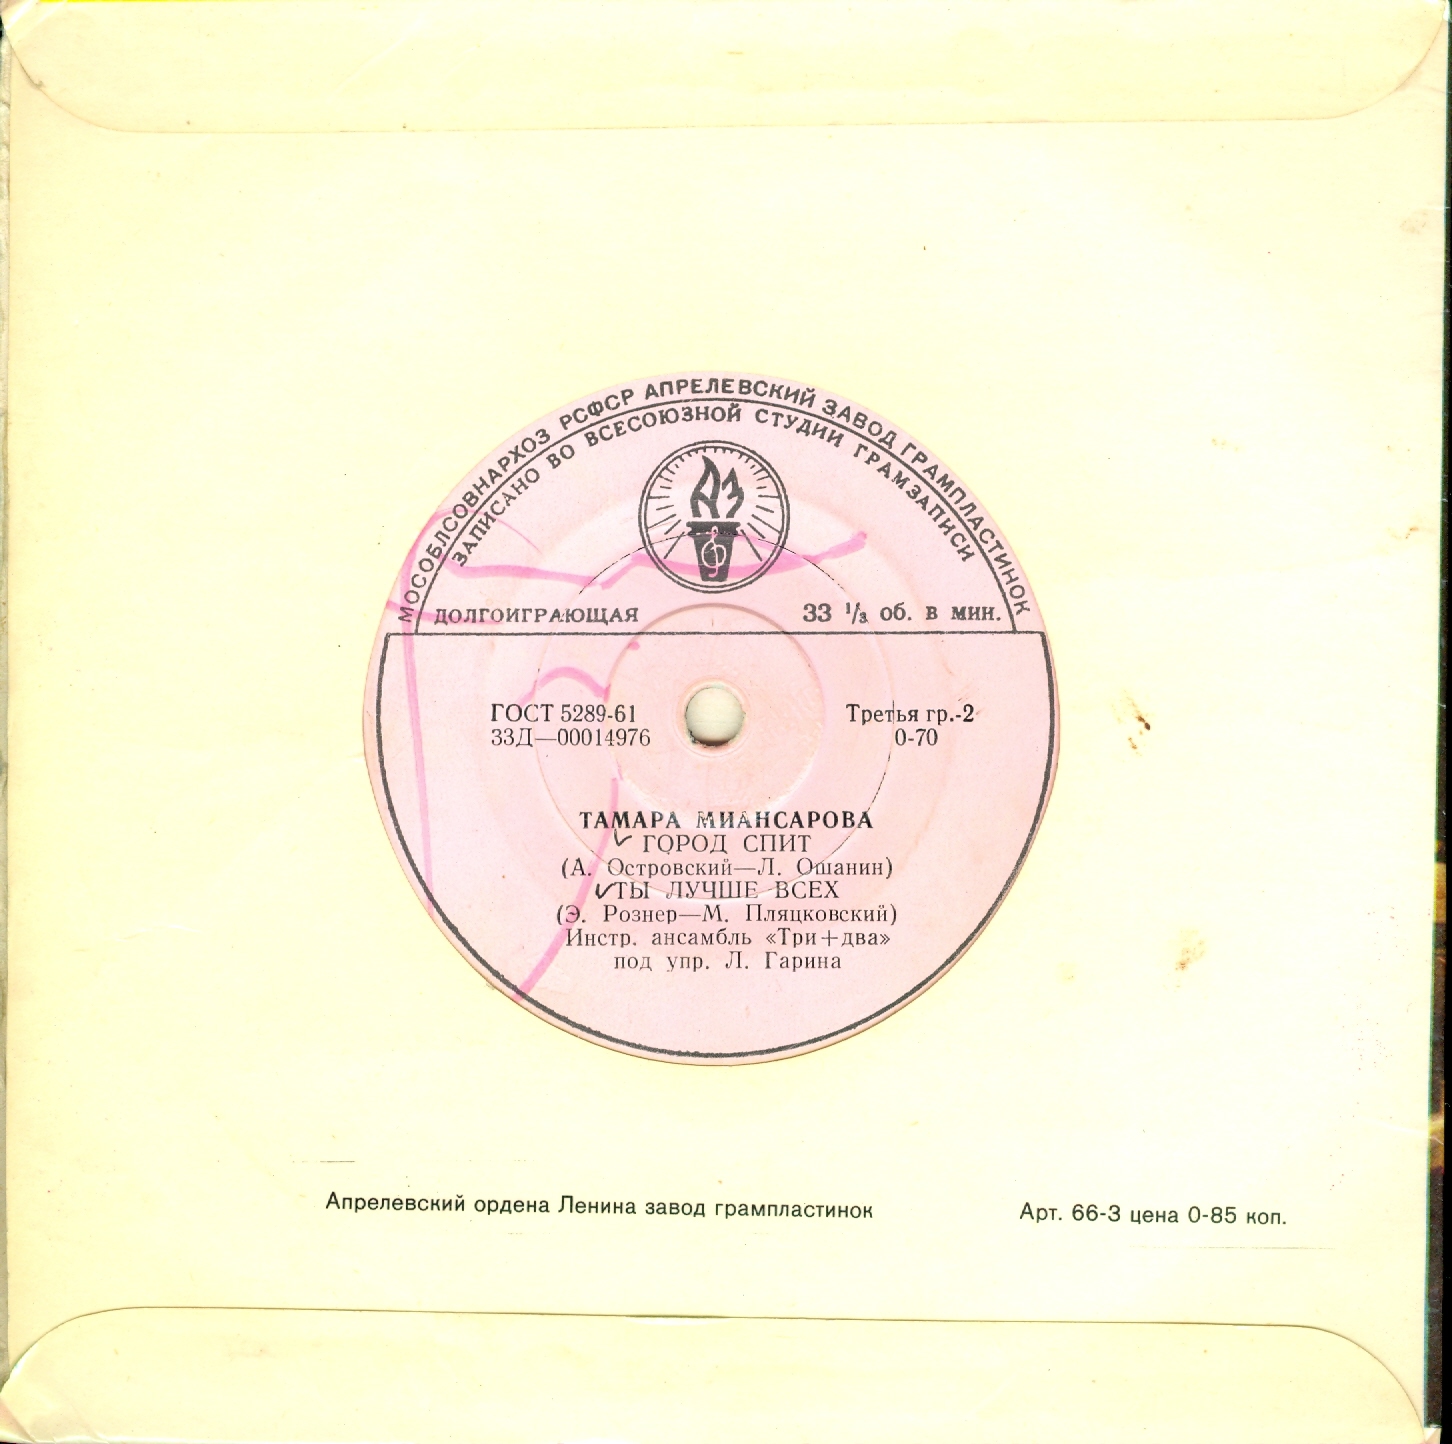 МОСОБЛСОВНАРХОЗ РСФСР АПРЕЛЕВСКИЙ ЗАВОД ГРАМПЛАСТИНОК
ЗАПИСАНО ВО ВСЕСОЮЗНОЙ СТУДИИ ГРАМЗАПИСИ
АЗ
ДОЛГОИГРАЮЩАЯ 33 1/3 об. в мин.
ГОСТ 5289-61 Третья гр.-2
33Д—00014976 0-70
ТАМАРА МИАНСАРОВА
ГОРОД СПИТ
(А. Островский—Л. Ошанин)
ТЫ ЛУЧШЕ ВСЕХ
(Э. Рознер—М. Пляцковский)
Инстр. ансамбль «Три+два»
под упр. Л. Гарина
Апрелевский ордена Ленина завод грампластинок Арт. 66-3 цена 0-85 коп.